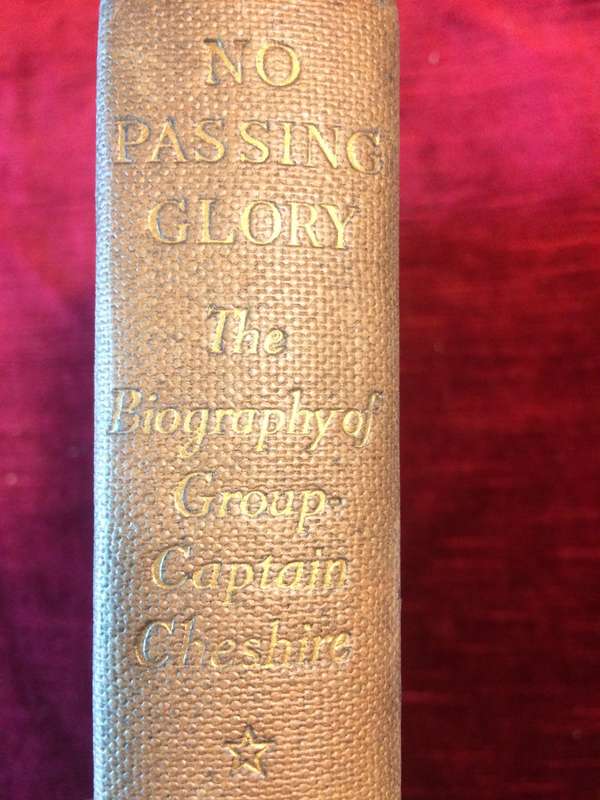 NO
PASSING
GLORY
The
Biography of
Group-
Captain
Cheshire